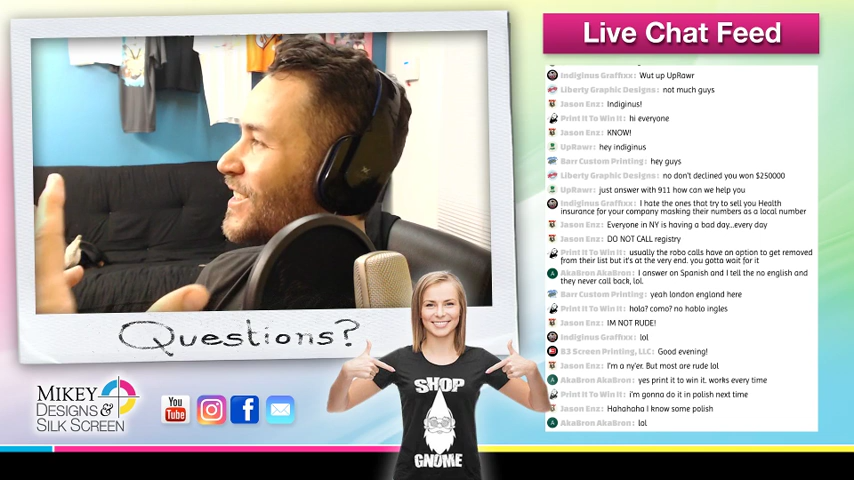 Live Chat Feed
Indiginus Graffixx: Wut up UpRawr
Liberty Graphic Designs: not much guys
Jason Enz: Indiginus!
Print It To Win It: hi everyone
Jason Enz: KNOW!
UpRawr: hey indiginus
Barr Custom Printing: hey guys
Liberty Graphic Designs: no don't declined you won $250000
UpRawr: just answer with 911 how can we help you
Indiginus Graffixx: I hate the ones that try to sell you Health
insurance for your company masking their numbers as a local number
Jason Enz: Everyone in NY is having a bad day...every day
Jason Enz: DO NOT CALL registry
Print It To Win It: usually the robo calls have an option to get removed
from their list but it's at the very end. you gotta wait for it
A AkaBron AkaBron: I answer on Spanish and I tell the no english and
they never call back, lol.
Barr Custom Printing: yeah london england here
Print It To Win It: hola? como? no hablo ingles
Jason Enz: IM NOT RUDE!
Indiginus Graffixx: lol
B3 Screen Printing, LLC: Good evening!
Jason Enz: I'm a ny'er. But most are rude lol
A AkaBron AkaBron: yes print it to win it. works every time
Print It To Win It: i'm gonna do it in polish next time
Jason Enz: Hahahaha I know some polish
A AkaBron AkaBron: lol
Questions?
MIKEY
DESIGNS &
SILK SCREEN
You
Tube
SHOP
GNOME